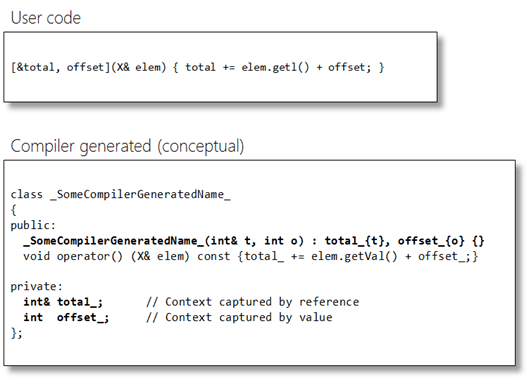 User code
[&total, offset](X& elem) { total += elem.getl() + offset; }
Compiler generated (conceptual)
class _SomeCompilerGeneratedName_
{
public:
  _SomeCompilerGeneratedName_(int& t, int o) : total_{t}, offset_{o} {}
  void operator() (X& elem) const {total_ += elem.getVal() + offset_;}
private:
  int& total_;      // Context captured by reference
  int  offset_;     // Context captured by value
};